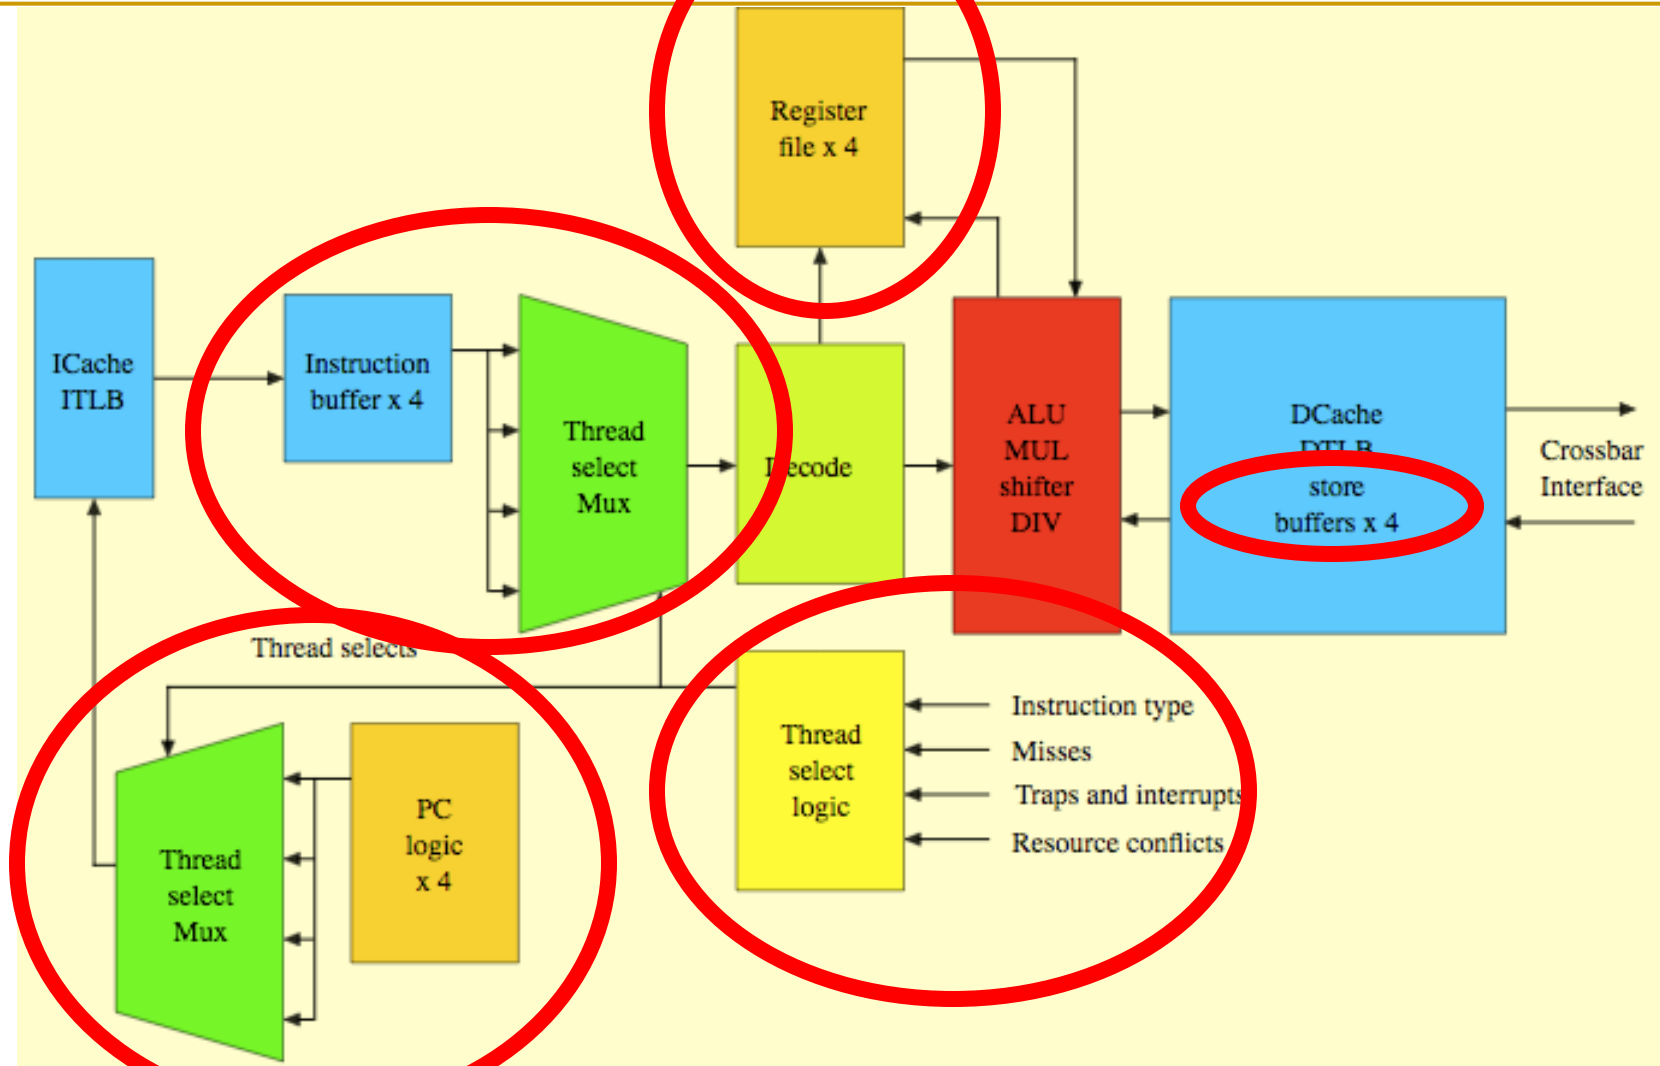 Register
file x 4
ICache
ITLB
Instruction
buffer x 4
Thread
select
Mux
Decode
ALU
MUL
shifter
DIV
DCache
DTLB
store
buffers x 4
Crossbar
Interface
Thread selects
Thread
select
Mux
PC
logic
x 4
Thread
select
logic
Instruction type
Misses
Traps and interrupts
Resource conflicts